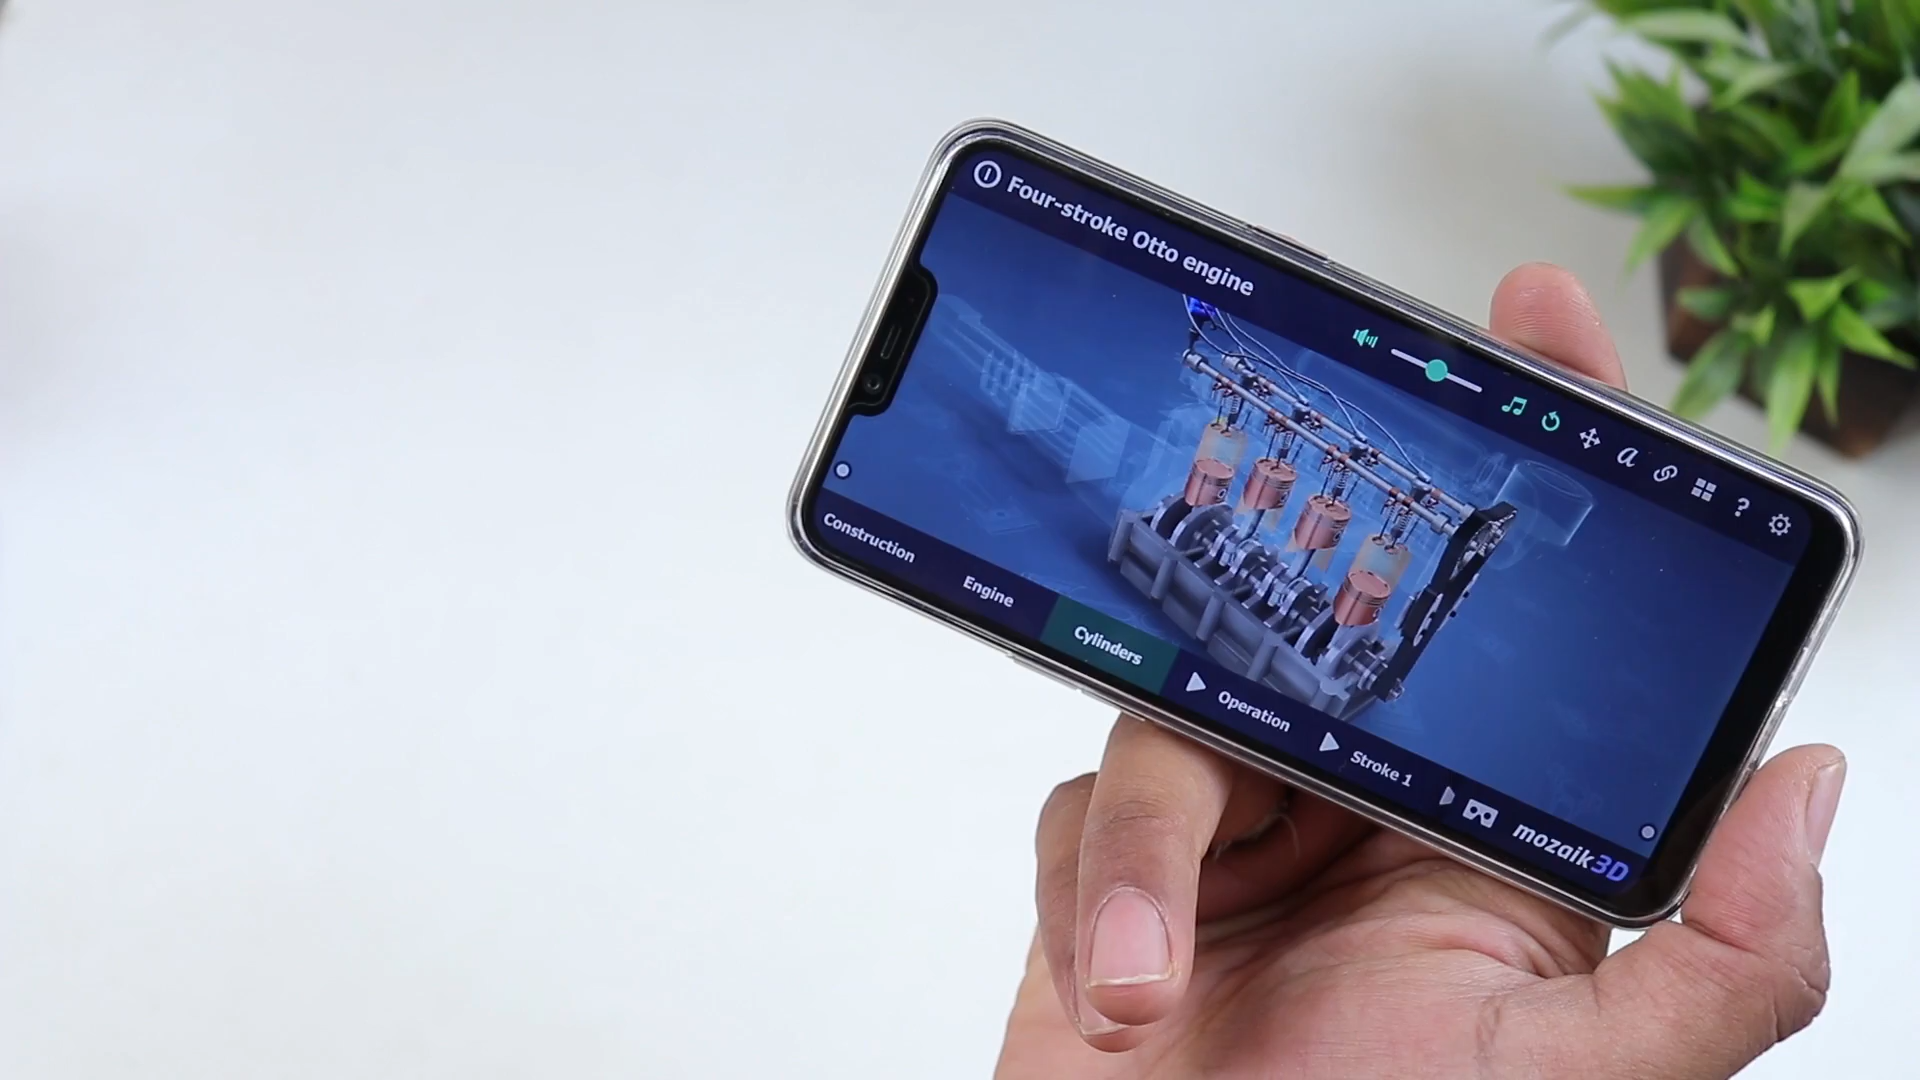 Four-stroke Otto engine
a
?
Construction
Engine
Cylinders
Operation
Stroke 1
mozaik3D